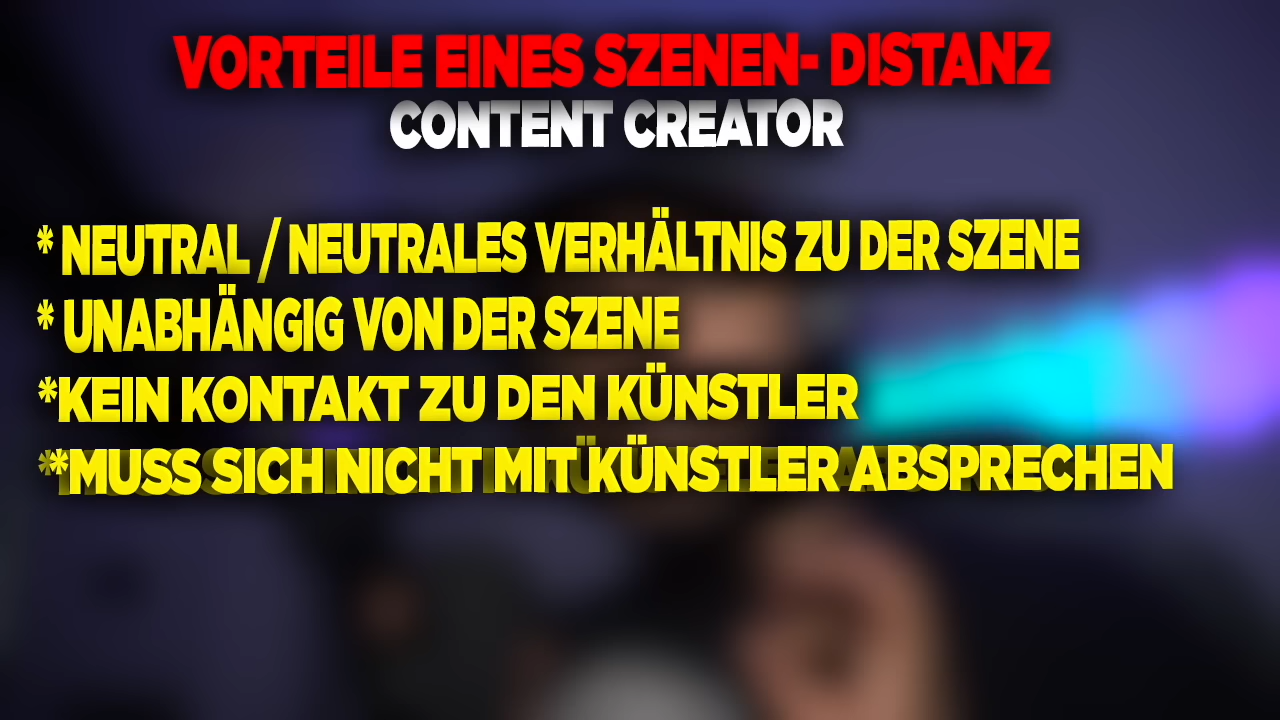 VORTEILE EINES SZENEN- DISTANZ
CONTENT CREATOR
* NEUTRAL / NEUTRALES VERHÄLTNIS ZU DER SZENE
* UNABHÄNGIG VON DER SZENE
*KEIN KONTAKT ZU DEN KÜNSTLER
*MUSS SICH NICHT MIT KÜNSTLER ABSPRECHEN